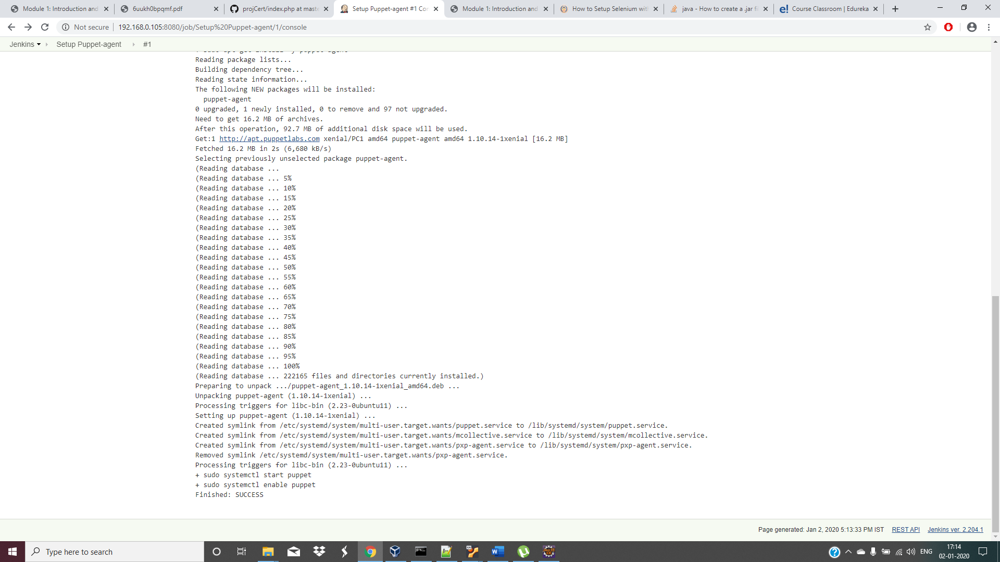 Module 1: Introduction and
6uukh0bpqmf.pdf
projCert/index.php at maste
Setup Puppet-agent #1 Con
Module 1: Introduction and
How to Setup Selenium with
java - How to create a .jar fil
Course Classroom | Edureka
Not secure
192.168.0.105:8080/job/Setup%20Puppet-agent/1/console
Jenkins
Setup Puppet-agent
#1
Reading package lists...
Building dependency tree...
Reading state information...
The following NEW packages will be installed:
puppet-agent
0 upgraded, 1 newly installed, 0 to remove and 97 not upgraded.
Need to get 16.2 MB of archives.
After this operation, 92.7 MB of additional disk space will be used.
Get:1 http://apt.puppetlabs.com xenial/PC1 amd64 puppet-agent amd64 1.10.14-1xenial [16.2 MB]
Fetched 16.2 MB in 2s (6,680 kB/s)
Selecting previously unselected package puppet-agent.
(Reading database ...
(Reading database ... 5%
(Reading database ... 10%
(Reading database ... 15%
(Reading database ... 20%
(Reading database ... 25%
(Reading database ... 30%
(Reading database ... 35%
(Reading database ... 40%
(Reading database ... 45%
(Reading database ... 50%
(Reading database ... 55%
(Reading database ... 60%
(Reading database ... 65%
(Reading database ... 70%
(Reading database ... 75%
(Reading database ... 80%
(Reading database ... 85%
(Reading database ... 90%
(Reading database ... 95%
(Reading database ... 100%
(Reading database ... 222165 files and directories currently installed.)
Preparing to unpack .../puppet-agent_1.10.14-1xenial_amd64.deb ...
Unpacking puppet-agent (1.10.14-1xenial) ...
Processing triggers for libc-bin (2.23-0ubuntu11) ...
Setting up puppet-agent (1.10.14-1xenial) ...
Created symlink from /etc/systemd/system/multi-user.target.wants/puppet.service to /lib/systemd/system/puppet.service.
Created symlink from /etc/systemd/system/multi-user.target.wants/mcollective.service to /lib/systemd/system/mcollective.service.
Created symlink from /etc/systemd/system/multi-user.target.wants/pxp-agent.service to /lib/systemd/system/pxp-agent.service.
Removed symlink /etc/systemd/system/multi-user.target.wants/pxp-agent.service.
Processing triggers for libc-bin (2.23-0ubuntu11) ...
+ sudo systemctl start puppet
+ sudo systemctl enable puppet
Finished: SUCCESS
Page generated: Jan 2, 2020 5:13:33 PM IST
REST API
Jenkins ver. 2.204.1
Type here to search
ENG
17:14
02-01-2020